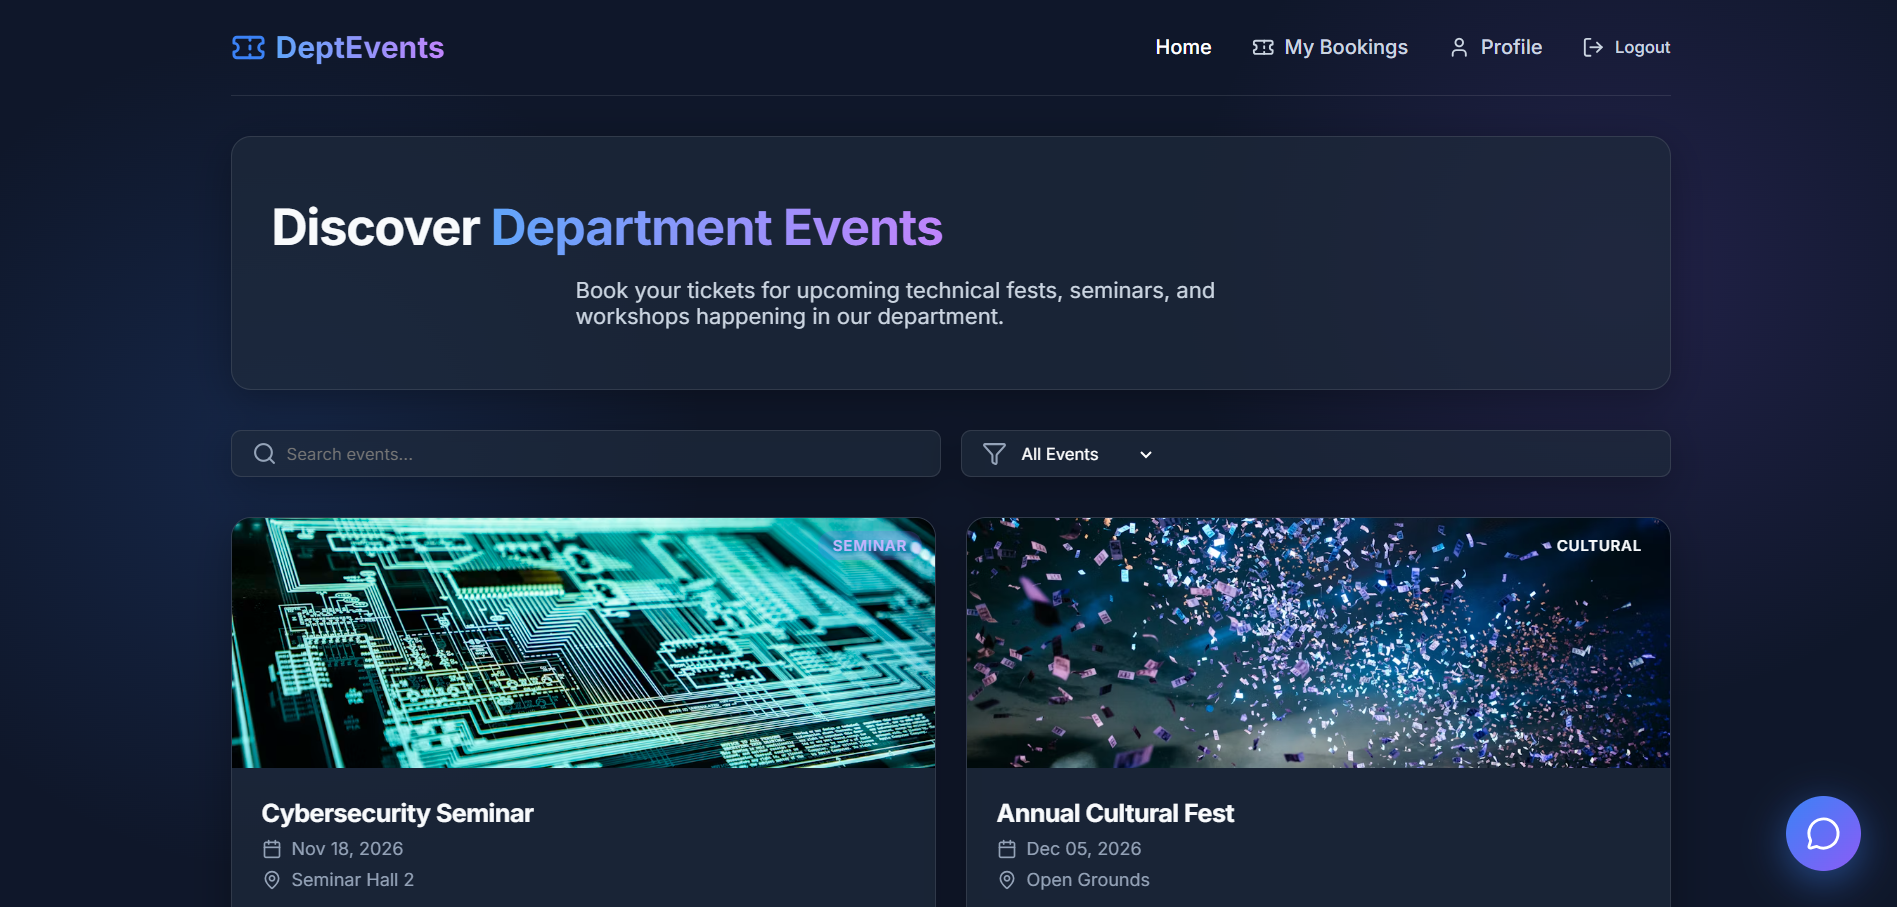 DeptEvents
Home
My Bookings
Profile
Logout
Discover Department Events
Book your tickets for upcoming technical fests, seminars, and
workshops happening in our department.
Search events...
All Events
SEMINAR
CULTURAL
Cybersecurity Seminar
Nov 18, 2026
Seminar Hall 2
Annual Cultural Fest
Dec 05, 2026
Open Grounds